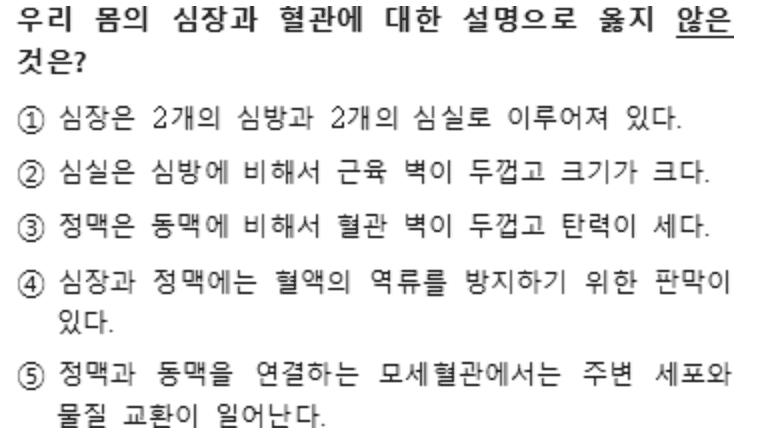 우리 몸의 심장과 혈관에 대한 설명으로 옳지 않은
것은?
① 심장은 2개의 심방과 2개의 심실로 이루어져 있다.
② 심실은 심방에 비해서 근육 벽이 두껍고 크기가 크다.
③ 정맥은 동맥에 비해서 혈관 벽이 두껍고 탄력이 세다.
④ 심장과 정맥에는 혈액의 역류를 방지하기 위한 판막이
있다.
⑤ 정맥과 동맥을 연결하는 모세혈관에서는 주변 세포와
물질 교환이 일어난다.